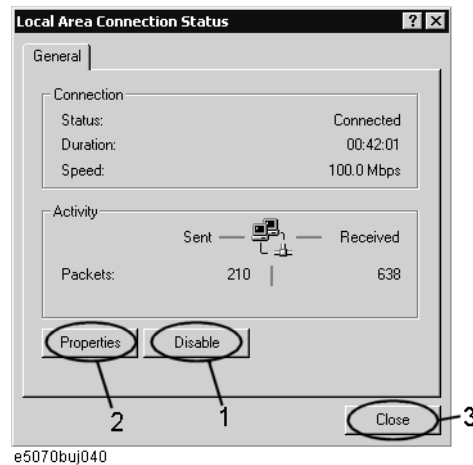 Local Area Connection Status ? ×
General
Connection
Status: Connected
Duration: 00:42:01
Speed: 100.0 Mbps
Activity
Sent Received
Packets: 210 638
Properties Disable
2 1
Close 3
e5070buj040